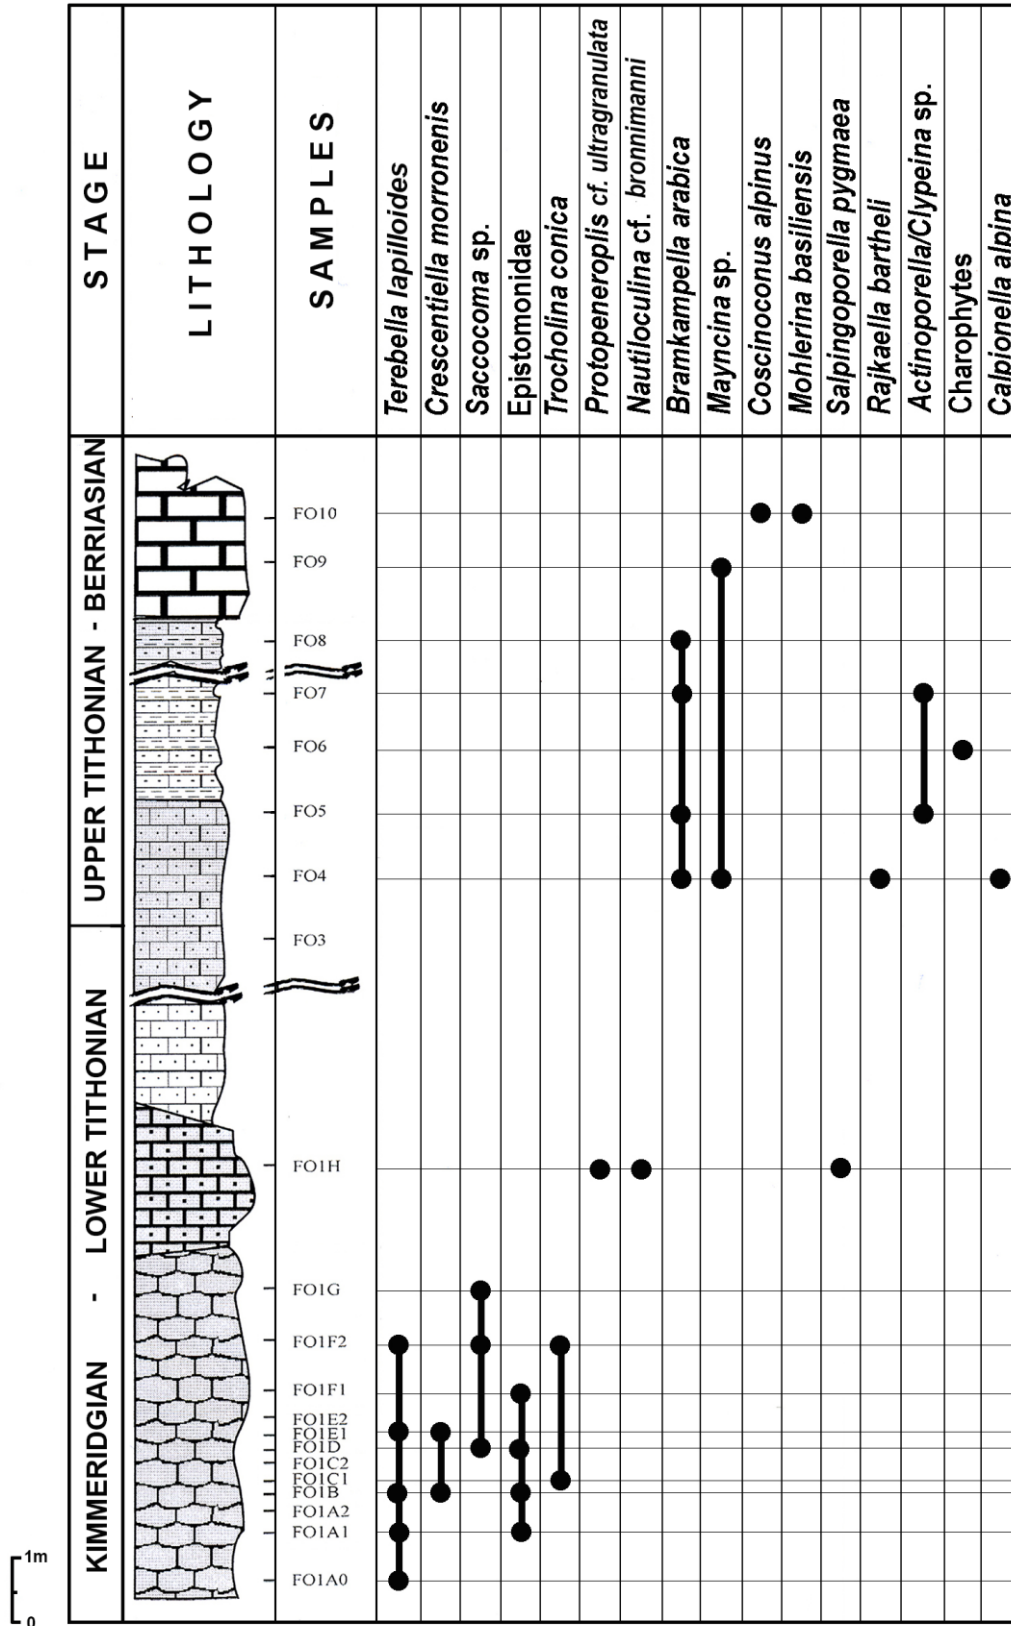 STAGE
LITHOLOGY
SAMPLES
Terebella lapilloides
Crescentiella morronenis
Saccocoma sp.
Epistomonidae
Trocholina conica
Protopeneroplis cf. ultragranulata
Nautiloculina cf. bronnimanni
Bramkampella arabica
Mayncina sp.
Coscinoconus alpinus
Mohlerina basiliensis
Salpingoporella pygmaea
Rajkaella bartheli
Actinoporella/Clypeina sp.
Charophytes
Calpionella alpina
UPPER TITHONIAN - BERRIASIAN
KIMMERIDGIAN - LOWER TITHONIAN
FO10
FO9
FO8
FO7
FO6
FO5
FO4
FO3
FO1H
FO1G
FO1F2
FO1F1
FO1E2
FO1E1
FO1D
FO1C2
FO1C1
FO1B
FO1A2
FO1A1
FO1A0
1m
0